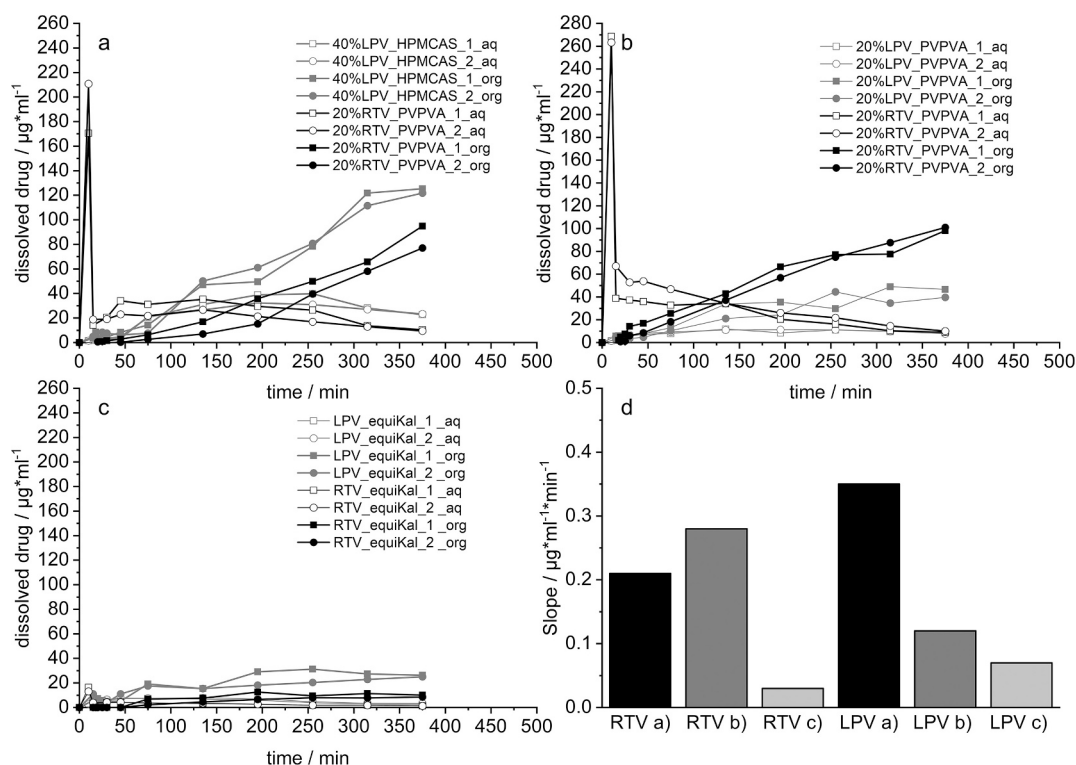 a
260
240
220
200
180
160
140
120
100
80
60
40
20
0
dissolved drug / µg*ml-1
40%LPV_HPMCAS_1_aq
40%LPV_HPMCAS_2_aq
40%LPV_HPMCAS_1_org
40%LPV_HPMCAS_2_org
20%RTV_PVPVA_1_aq
20%RTV_PVPVA_2_aq
20%RTV_PVPVA_1_org
20%RTV_PVPVA_2_org
0 50 100 150 200 250 300 350 400 450 500
time / min
b
280
260
240
220
200
180
160
140
120
100
80
60
40
20
0
dissolved drug / µg*ml-1
20%LPV_PVPVA_1_aq
20%LPV_PVPVA_2_aq
20%LPV_PVPVA_1_org
20%LPV_PVPVA_2_org
20%RTV_PVPVA_1_aq
20%RTV_PVPVA_2_aq
20%RTV_PVPVA_1_org
20%RTV_PVPVA_2_org
0 50 100 150 200 250 300 350 400 450 500
time / min
c
260
240
220
200
180
160
140
120
100
80
60
40
20
0
dissolved drug / µg*ml-1
LPV_equiKal_1 _aq
LPV_equiKal_2 _aq
LPV_equiKal_1 _org
LPV_equiKal_2 _org
RTV_equiKal_1 _aq
RTV_equiKal_2 _aq
RTV_equiKal_1 _org
RTV_equiKal_2 _org
0 50 100 150 200 250 300 350 400 450 500
time / min
d
0.5
0.4
0.3
0.2
0.1
0.0
Slope / µg*ml-1*min-1
RTV a) RTV b) RTV c) LPV a) LPV b) LPV c)